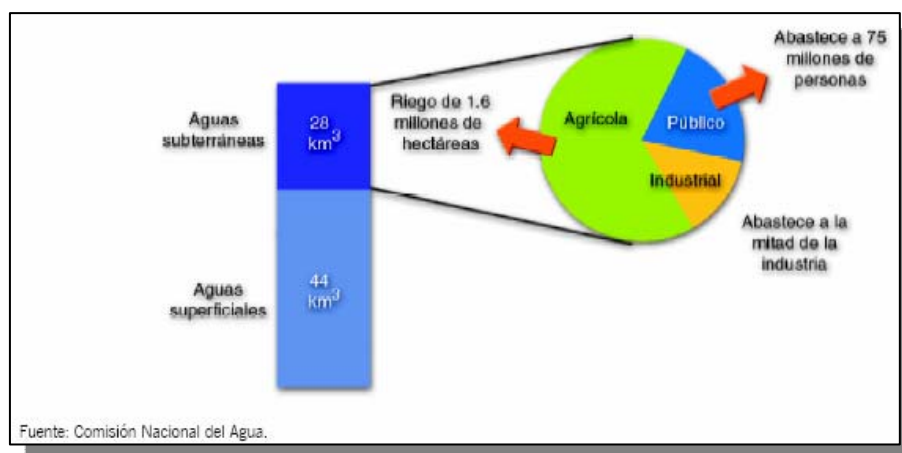 Abastece a 75
millones de
personas
Riego de 1.6
millones de
hectáreas
Agrícola
Público
Industrial
Aguas
subterráneas
28
km3
Abastece a la
mitad de la
industria
Aguas
superficiales
44
km3
Fuente: Comisión Nacional del Agua.